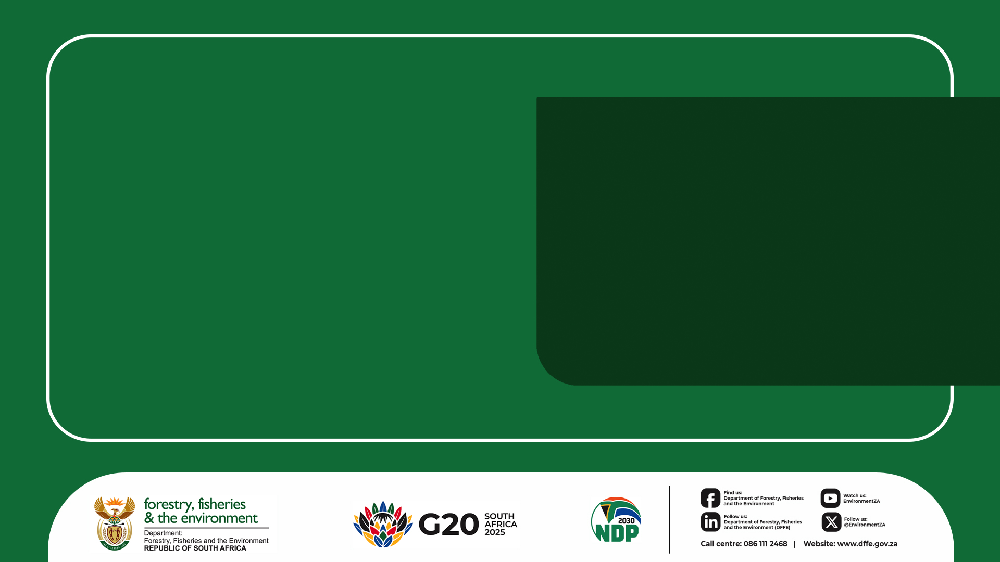 forestry, fisheries
& the environment
Department:
Forestry, Fisheries and the Environment
REPUBLIC OF SOUTH AFRICA
G20
SOUTH
AFRICA
2025
2030
NDP
Find us:
Department of Forestry, Fisheries
and the Environment
Watch us:
EnvironmentZA
Follow us:
Department of Forestry, Fisheries
and the Environment (DFFE)
Follow us:
@EnvironmentZA
Call centre: 086 111 2468 | Website: www.dffe.gov.za